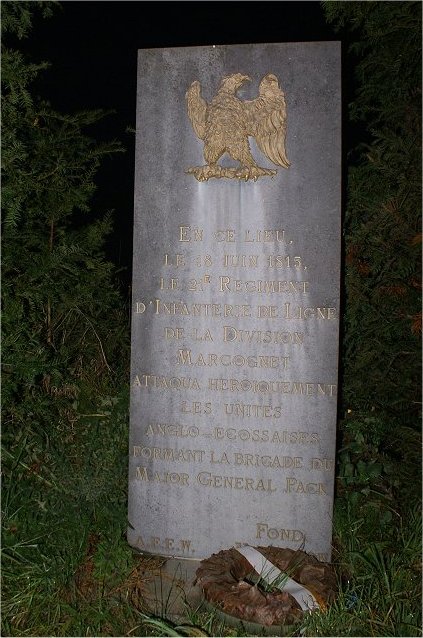 En ce lieu,
le 18 juin 1815,
le 21e Regiment
d'Infanterie de Ligne
de-la Division
Marcognet
attaqua heroiquement
les unités
anglo-ecossaises
formant la brigade du
Major General Pack
Fond.
A.F.E.W.